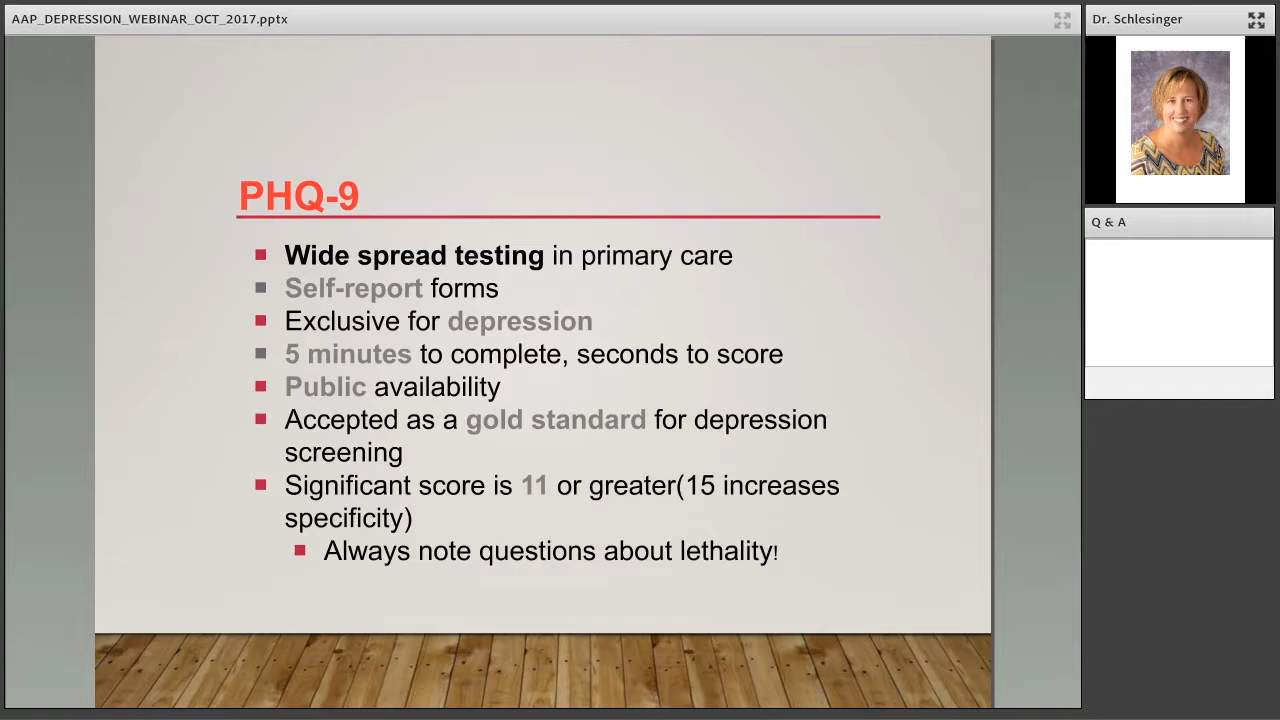 AAP_DEPRESSION_WEBINAR_OCT_2017.pptx
Dr. Schlesinger
Q & A
PHQ-9
Wide spread testing in primary care
Self-report forms
Exclusive for depression
5 minutes to complete, seconds to score
Public availability
Accepted as a gold standard for depression
screening
Significant score is 11 or greater(15 increases
specificity)
Always note questions about lethality!